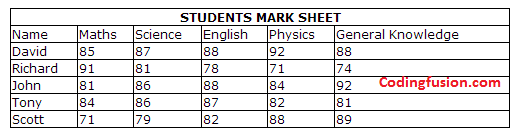 STUDENTS MARK SHEET
Name Maths Science English Physics General Knowledge
David 85 87 88 92 88
Richard 91 81 78 71 74
John 81 86 88 84 92
Codingfusion.com
Tony 84 86 87 82 81
Scott 71 79 82 88 89